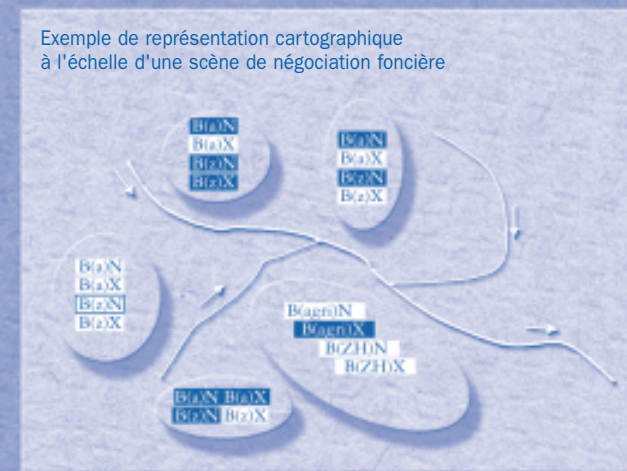 Exemple de représentation cartographique
à l'échelle d'une scène de négociation foncière
B(a)N
B(a)X
B(z)N
B(z)X
B(a)N
B(a)X
B(z)N
B(z)X
B(a)N
B(a)X
B(z)N
B(z)X
B(agri)N
B(agri)X
B(ZH)N
B(ZH)X
B(a)N B(a)X
B(z)N B(z)X